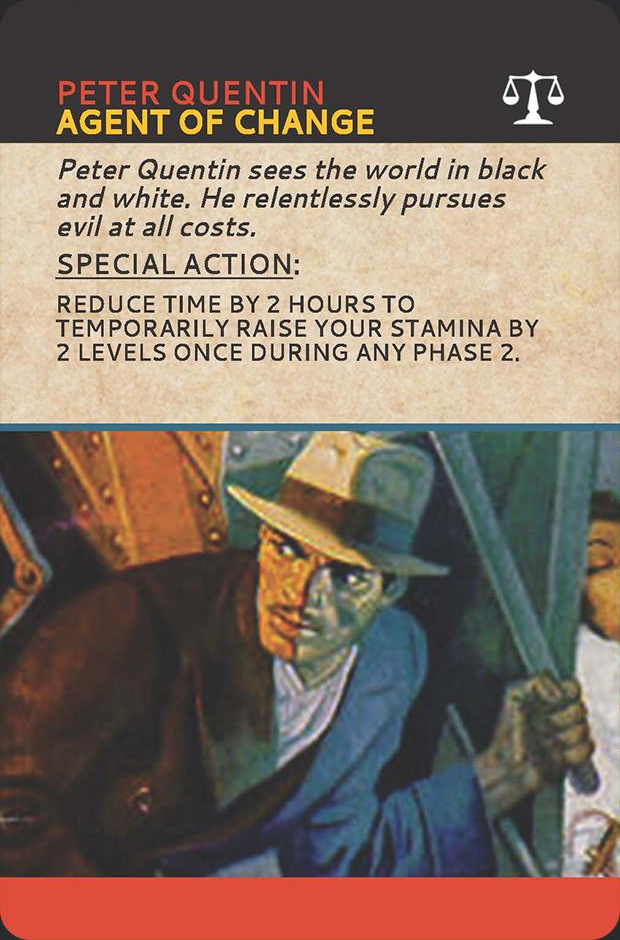 PETER QUENTIN
AGENT OF CHANGE
Peter Quentin sees the world in black
and white. He relentlessly pursues
evil at all costs.
SPECIAL ACTION:
REDUCE TIME BY 2 HOURS TO
TEMPORARILY RAISE YOUR STAMINA BY
2 LEVELS ONCE DURING ANY PHASE 2.